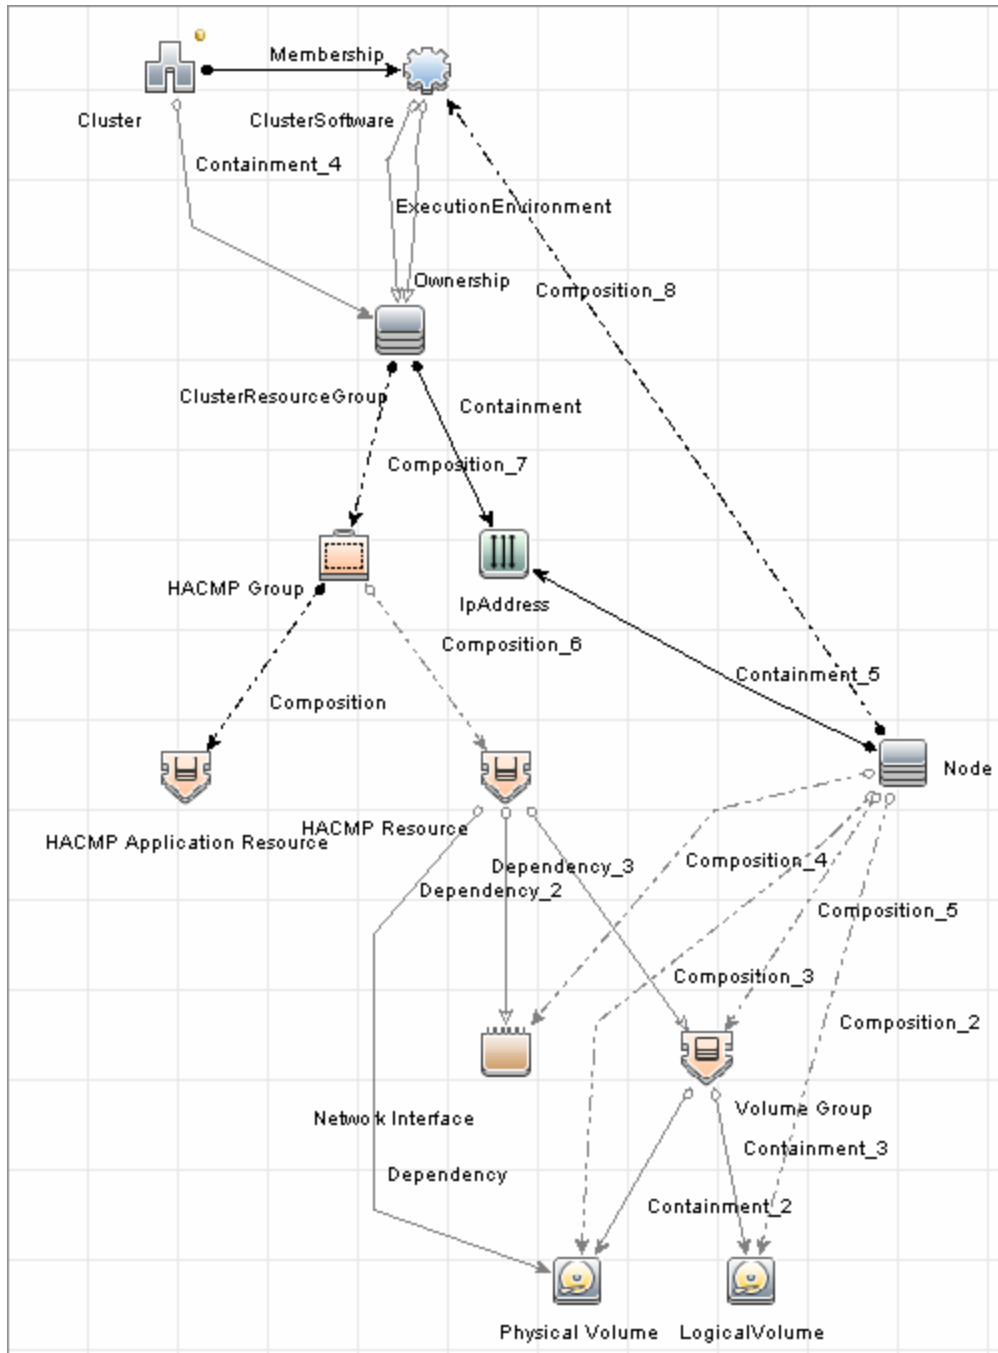 Membership
Cluster
ClusterSoftware
Containment_4
ExecutionEnvironment
Ownership
Composition_8
ClusterResourceGroup
Containment
Composition_7
HACMP Group
IpAddress
Composition_6
Containment_5
Composition
Node
HACMP Resource
HACMP Application Resource
Dependency_3
Composition_4
Dependency_2
Composition_5
Composition_3
Composition_2
Volume Group
Network Interface
Containment_3
Dependency
Containment_2
Physical Volume
LogicalVolume